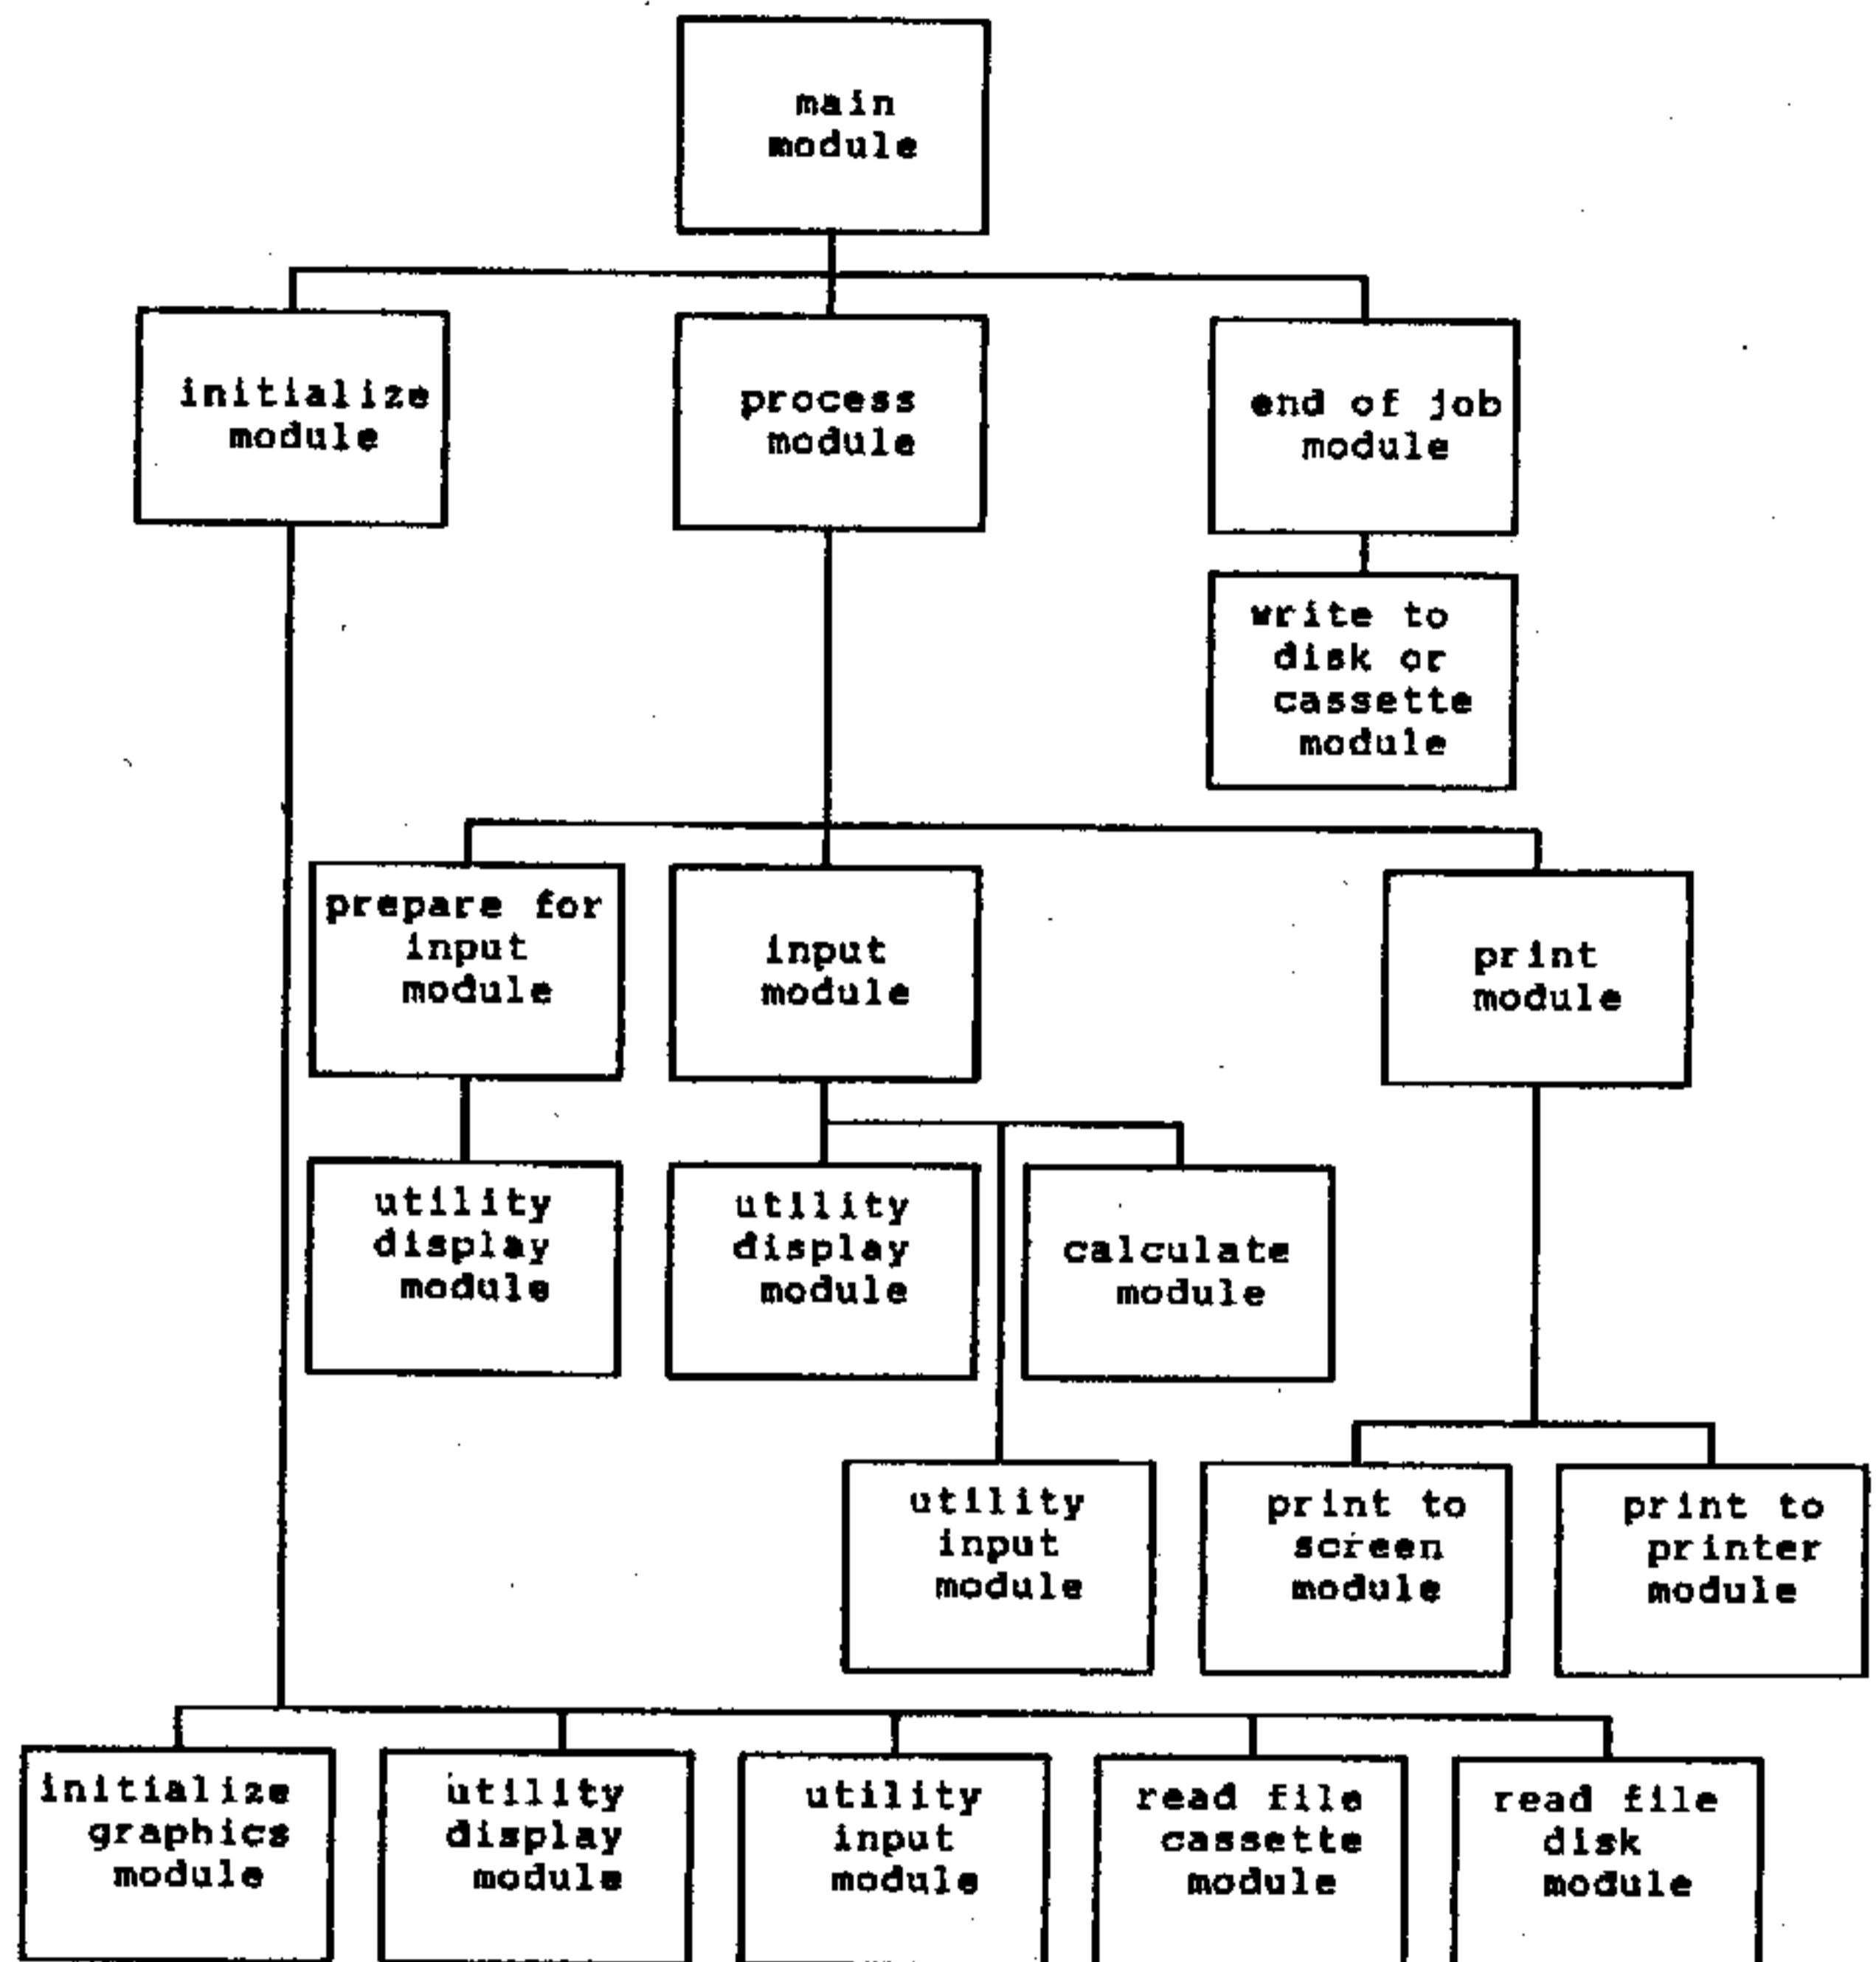 main
module
initialize
module
process
module
end of job
module
write to
disk or
cassette
module
prepare for
input
module
input
module
print
module
utility
display
module
utility
display
module
calculate
module
utility
input
module
print to
screen
module
print to
printer
module
initialize
graphics
module
utility
display
module
utility
input
module
read file
cassette
module
read file
disk
module